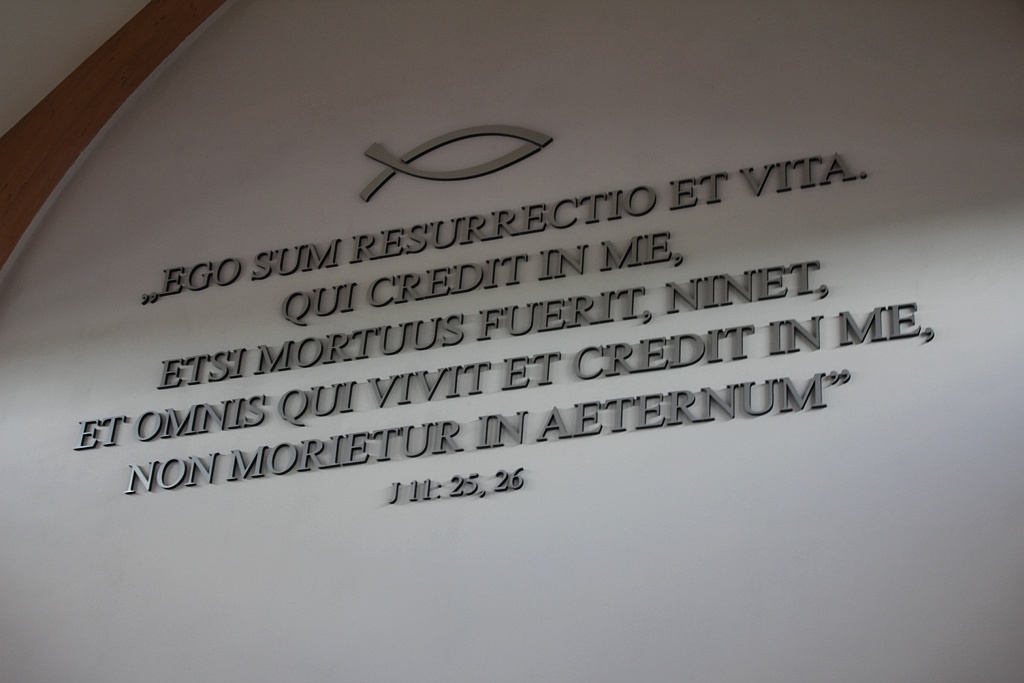 „EGO SUM RESURRECTIO ET VITA.
QUI CREDIT IN ME,
ETSI MORTUUS FUERIT, NINET,
ET OMNIS QUI VIVIT ET CREDIT IN ME,
NON MORIETUR IN AETERNUM”
J 11: 25, 26